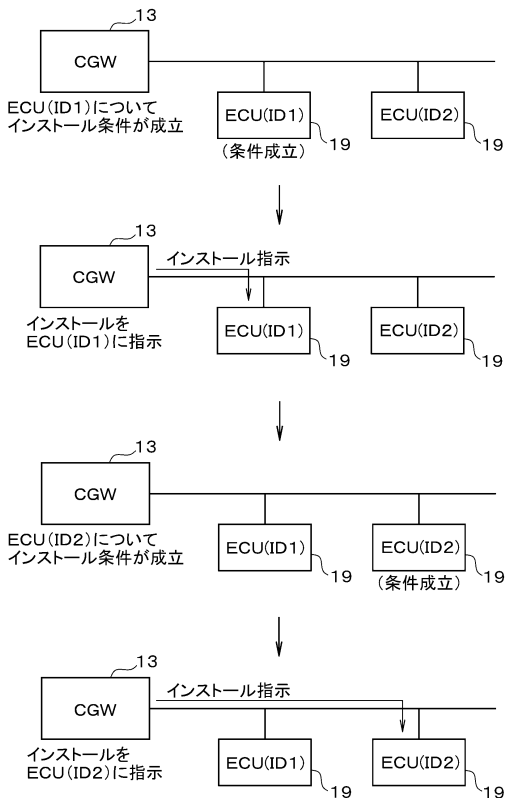 13
CGW
ECU(ID1)について
インストール条件が成立
ECU(ID1)
19
(条件成立)
ECU(ID2)
19
13
CGW
インストール指示
インストールを
ECU(ID1)に指示
ECU(ID1)
19
ECU(ID2)
19
13
CGW
ECU(ID2)について
インストール条件が成立
ECU(ID1)
19
ECU(ID2)
19
(条件成立)
13
CGW
インストール指示
インストールを
ECU(ID2)に指示
ECU(ID1)
19
ECU(ID2)
19